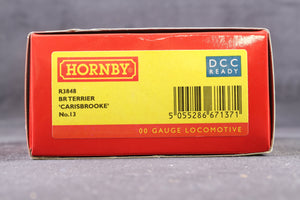 HORNBY
DCC
READY
R3848
BR TERRIER
'CARISBROOKE'
No.13
5 055286 671371
00 GAUGE LOCOMOTIVE